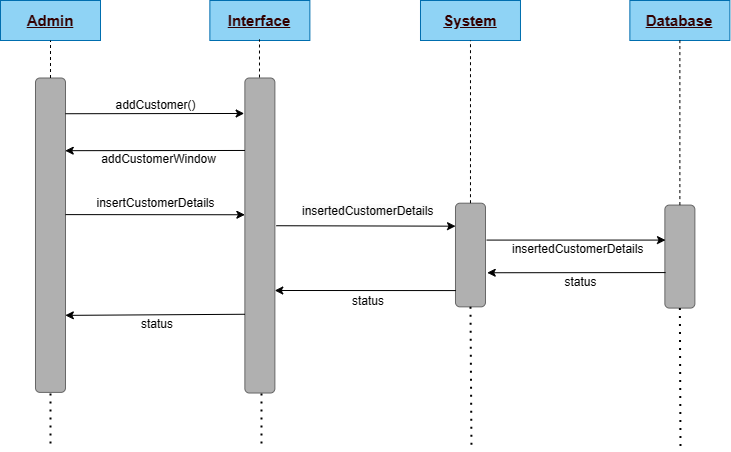 Admin
Interface
System
Database
addCustomer()
addCustomerWindow
insertCustomerDetails
insertedCustomerDetails
insertedCustomerDetails
status
status
status